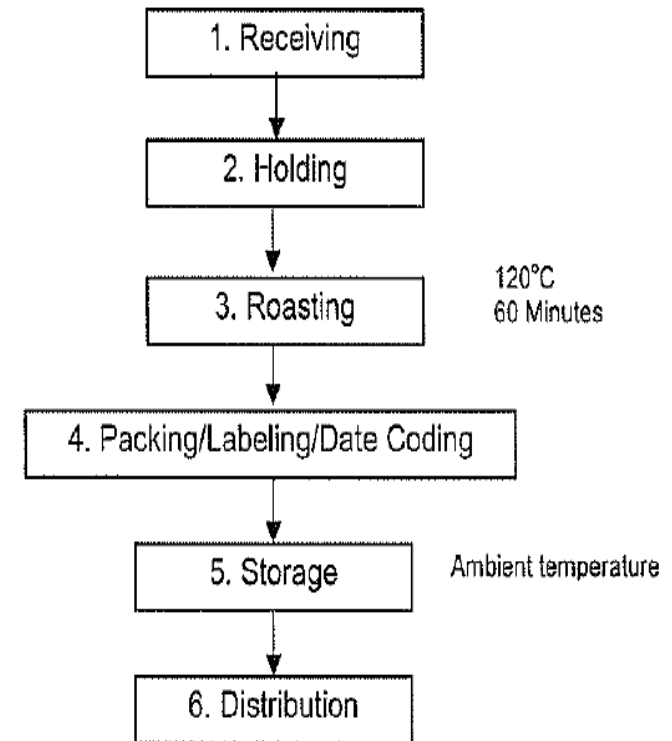 1. Receiving
2. Holding
3. Roasting
120°C
60 Minutes
4. Packing/Labeling/Date Coding
5. Storage
Ambient temperature
6. Distribution